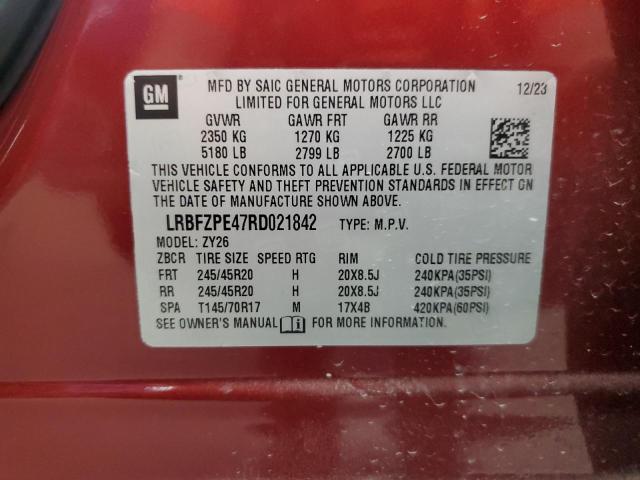 GM
MFD BY SAIC GENERAL MOTORS CORPORATION 12/23
LIMITED FOR GENERAL MOTORS LLC
GVWR GAWR FRT GAWR RR
2350 KG 1270 KG 1225 KG
5180 LB 2799 LB 2700 LB
THIS VEHICLE CONFORMS TO ALL APPLICABLE U.S. FEDERAL MOTOR
VEHICLE SAFETY AND THEFT PREVENTION STANDARDS IN EFFECT ON
THE DATE OF MANUFACTURE SHOWN ABOVE.
LRBFZPE47RD021842 TYPE: M.P.V.
MODEL: ZY26
ZBCR TIRE SIZE SPEED RTG RIM COLD TIRE PRESSURE
FRT 245/45R20 H 20X8.5J 240KPA(35PSI)
RR 245/45R20 H 20X8.5J 240KPA(35PSI)
SPA T145/70R17 M 17X4B 420KPA(60PSI)
SEE OWNER'S MANUAL FOR MORE INFORMATION.